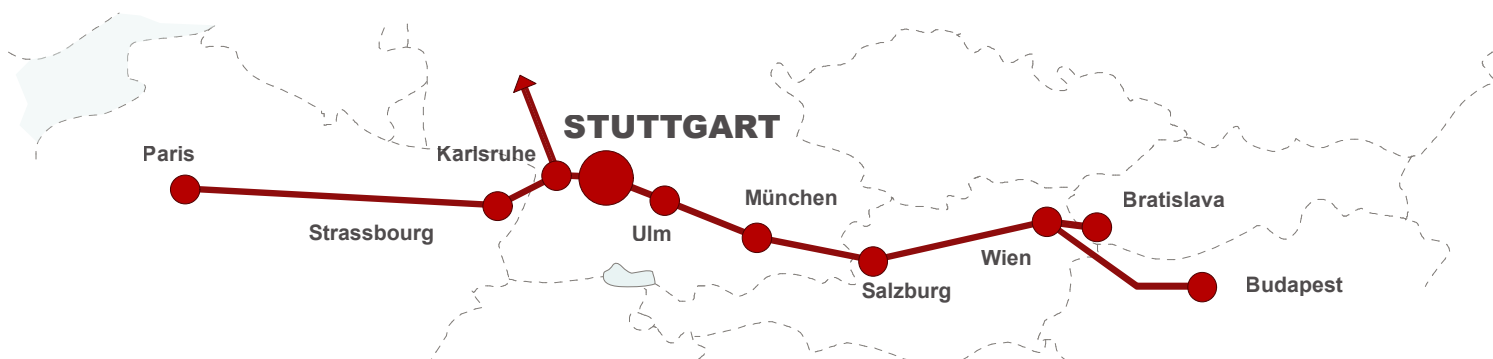 STUTTGART
Paris
Karlsruhe
Strassbourg
Ulm
München
Salzburg
Wien
Bratislava
Budapest